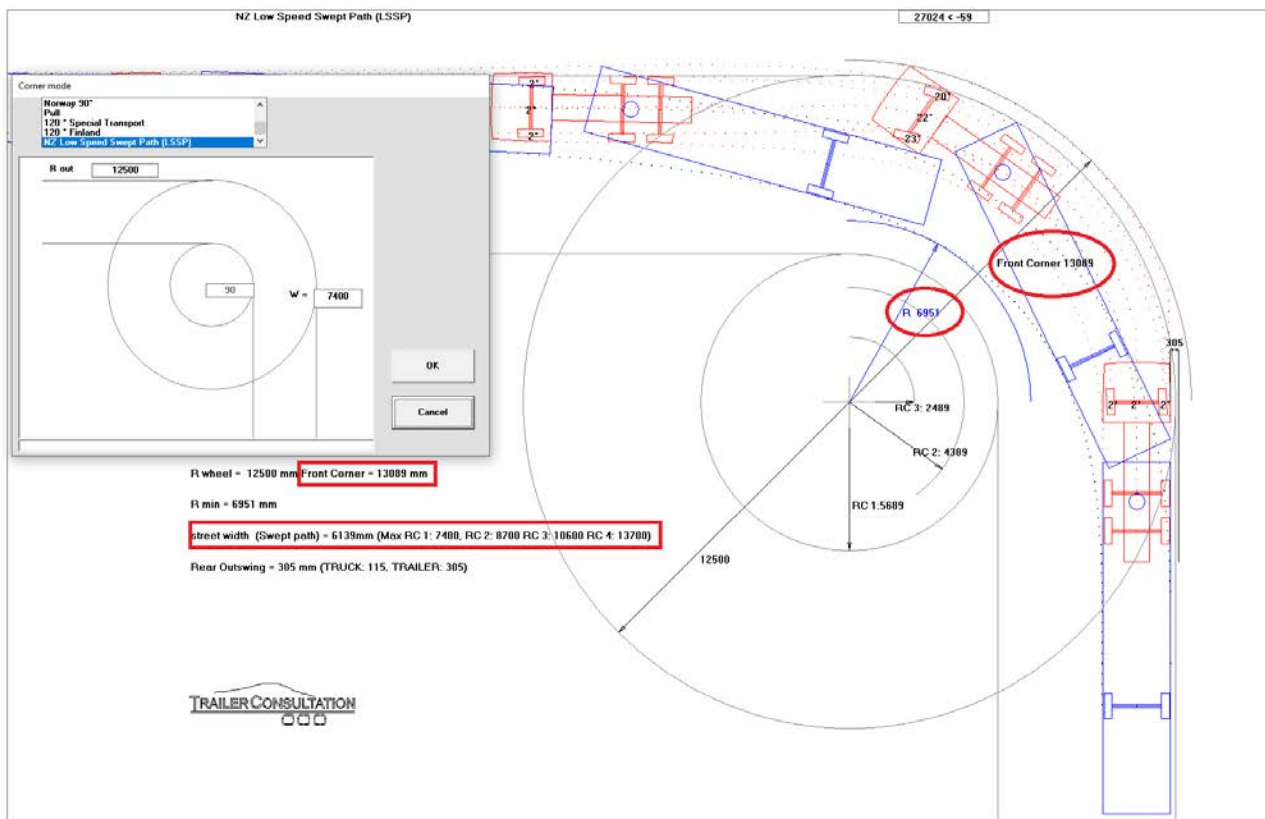 NZ Low Speed Swept Path (LSSP)
27024 < -59
Corner mode
Norway 90°
Pull
120 ° Special Transport
120 ° Finland
NZ Low Speed Swept Path (LSSP)
R out 12500
90
W = 7400
OK
Cancel
2°
2°
2°
20°
22°
23°
Front Corner 13089
R 6951
305
2° 2° 2°
RC 3: 2489
RC 2: 4389
RC 1:5689
12500
R wheel = 12500 mm Front Corner = 13089 mm
R min = 6951 mm
street width (Swept path) = 6139mm (Max RC 1: 7400, RC 2: 8700 RC 3: 10600 RC 4: 13700)
Rear Outswing = 305 mm (TRUCK: 115, TRAILER: 305)
TRAILER CONSULTATION